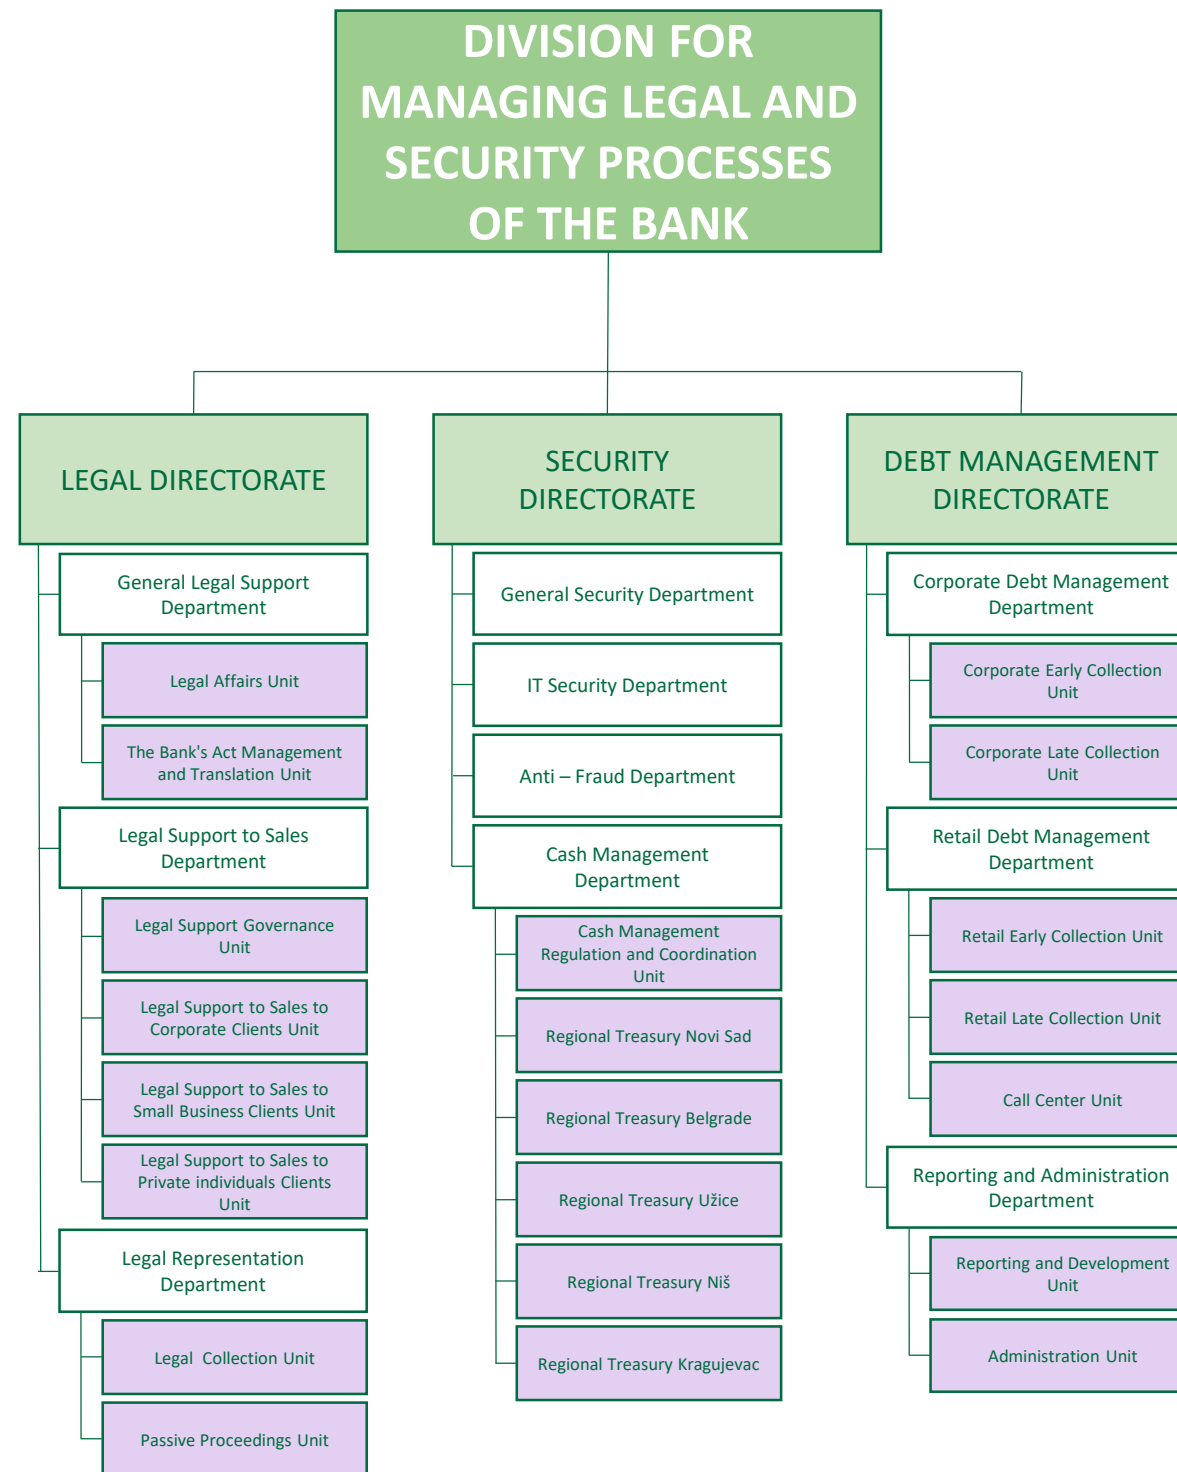 DIVISION FOR
MANAGING LEGAL AND
SECURITY PROCESSES
OF THE BANK
LEGAL DIRECTORATE
General Legal Support
Department
Legal Affairs Unit
The Bank's Act Management
and Translation Unit
Legal Support to Sales
Department
Legal Support Governance
Unit
Legal Support to Sales to
Corporate Clients Unit
Legal Support to Sales to
Small Business Clients Unit
Legal Support to Sales to
Private individuals Clients
Unit
Legal Representation
Department
Legal  Collection Unit
Passive Proceedings Unit
SECURITY
DIRECTORATE
General Security Department
IT Security Department
Anti – Fraud Department
Cash Management
Department
Cash Management
Regulation and Coordination
Unit
Regional Treasury Novi Sad
Regional Treasury Belgrade
Regional Treasury Užice
Regional Treasury Niš
Regional Treasury Kragujevac
DEBT MANAGEMENT
DIRECTORATE
Corporate Debt Management
Department
Corporate Early Collection
Unit
Corporate Late Collection
Unit
Retail Debt Management
Department
Retail Early Collection Unit
Retail Late Collection Unit
Call Center Unit
Reporting and Administration
Department
Reporting and Development
Unit
Administration Unit